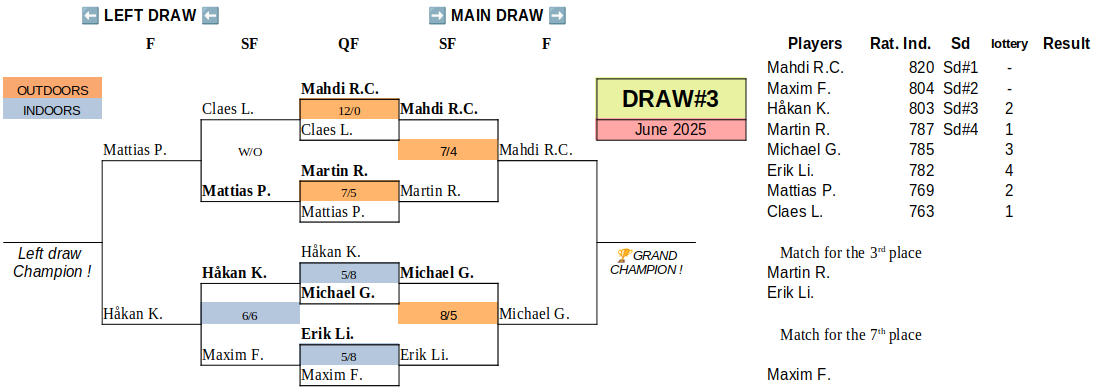 ⬅ LEFT DRAW ⬅ ➡ MAIN DRAW ➡
F SF QF SF F Players Rat. Ind. Sd lottery Result
Mahdi R.C. 820 Sd#1 -
OUTDOORS Mahdi R.C. Maxim F. 804 Sd#2 -
INDOORS Claes L. 12/0 Mahdi R.C. DRAW#3 Håkan K. 803 Sd#3 2
Claes L. June 2025 Martin R. 787 Sd#4 1
Mattias P. W/O 7/4 Mahdi R.C. Michael G. 785 3
Martin R. Erik Li. 782 4
Mattias P. 7/5 Martin R. Mattias P. 769 2
Mattias P. Claes L. 763 1
Left draw Håkan K. 🏆GRAND Match for the 3rd place
Champion ! Håkan K. 5/8 Michael G. CHAMPION ! Martin R.
Michael G. Erik Li.
Håkan K. 6/6 8/5 Michael G.
Erik Li. Match for the 7th place
Maxim F. 5/8 Erik Li.
Maxim F. Maxim F.